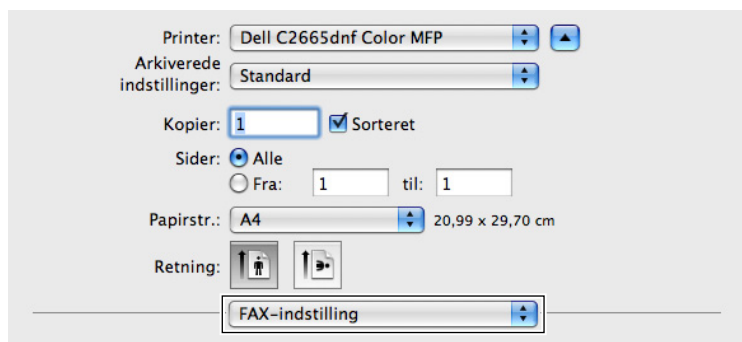 Printer: Dell C2665dnf Color MFP
Arkiverede
indstillinger: Standard
Kopier: 1 Sorteret
Sider: Alle
Fra: 1 til: 1
Papirstr.: A4 20,99 x 29,70 cm
Retning:
FAX-indstilling